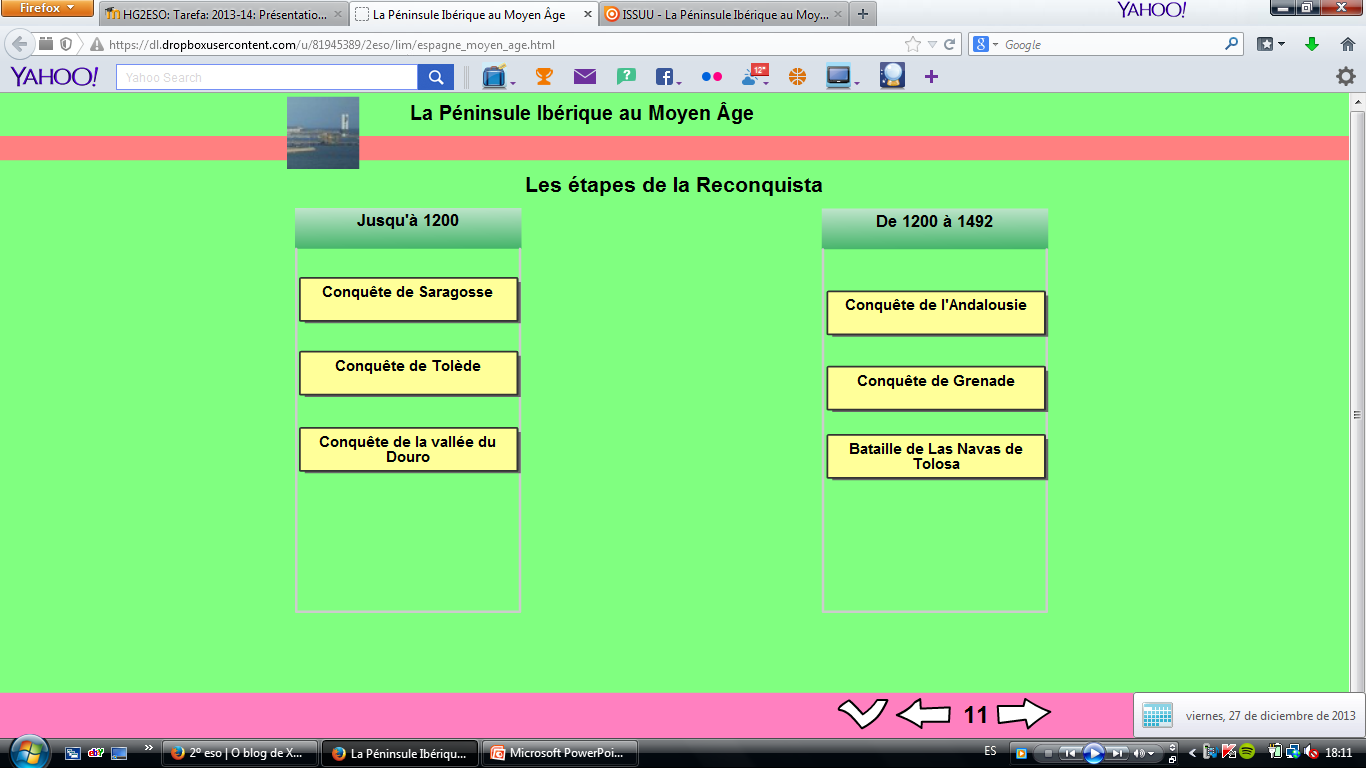 Firefox
HG2ESO: Tarefa: 2013-14: Présentatio...
La Péninsule Ibérique au Moyen Âge
ISSUU - La Péninsule Ibérique au Moy...
YAHOO!
https://dl.dropboxusercontent.com/u/81945389/2eso/lim/espagne_moyen_age.html
Google
YAHOO!
Yahoo Search
12°
La Péninsule Ibérique au Moyen Âge
Les étapes de la Reconquista
Jusqu'à 1200
Conquête de Saragosse
Conquête de Tolède
Conquête de la vallée du
Douro
De 1200 à 1492
Conquête de l'Andalousie
Conquête de Grenade
Bataille de Las Navas de
Tolosa
11
viernes, 27 de diciembre de 2013
2º eso | O blog de X...
La Péninsule Ibériqu...
Microsoft PowerPoi...
ES
18:11